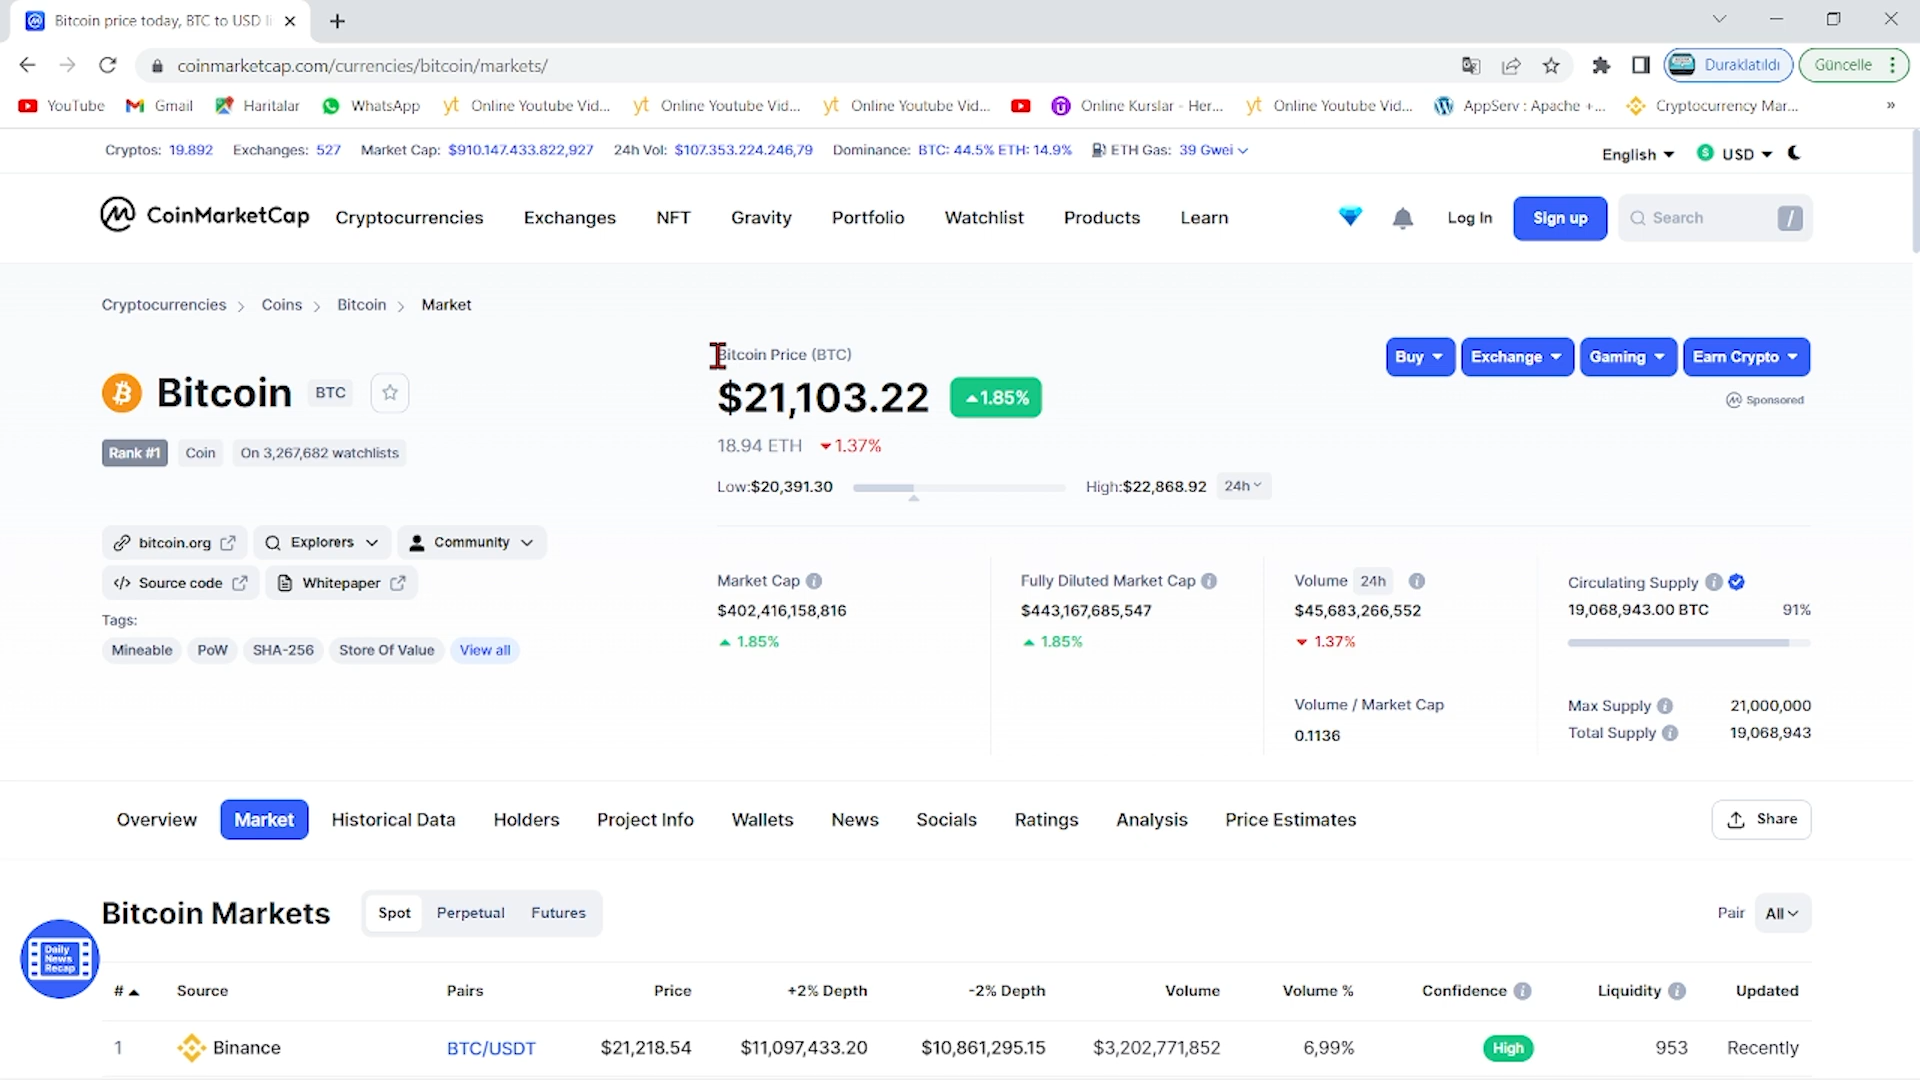 Bitcoin price today, BTC to USD li
coinmarketcap.com/currencies/bitcoin/markets/
Duraklatıldı
Güncelle
YouTube Gmail Haritalar WhatsApp yt Online Youtube Vid... yt Online Youtube Vid... yt Online Youtube Vid... Online Kurslar - Her... yt Online Youtube Vid... AppServ : Apache +... Cryptocurrency Mar... »
Cryptos: 19.892 Exchanges: 527 Market Cap: $910.147.433.822,927 24h Vol: $107.353.224.246,79 Dominance: BTC: 44.5% ETH: 14.9% ETH Gas: 39 Gwei
English USD
CoinMarketCap Cryptocurrencies Exchanges NFT Gravity Portfolio Watchlist Products Learn Log In Sign up Search /
Cryptocurrencies > Coins > Bitcoin > Market
Bitcoin Price (BTC)
Buy Exchange Gaming Earn Crypto
Bitcoin BTC
$21,103.22 1.85%
Sponsored
Rank #1 Coin On 3,267,682 watchlists
18.94 ETH 1.37%
Low:$20,391.30 High:$22,868.92 24h
bitcoin.org Explorers Community
Source code Whitepaper
Tags:
Mineable PoW SHA-256 Store Of Value View all
Market Cap
$402,416,158,816
1.85%
Fully Diluted Market Cap
$443,167,685,547
1.85%
Volume 24h
$45,683,266,552
1.37%
Volume / Market Cap
0.1136
Circulating Supply
19,068,943.00 BTC 91%
Max Supply 21,000,000
Total Supply 19,068,943
Overview Market Historical Data Holders Project Info Wallets News Socials Ratings Analysis Price Estimates Share
Bitcoin Markets Spot Perpetual Futures Pair All
Daily
News
Recap
# Source Pairs Price +2% Depth -2% Depth Volume Volume % Confidence Liquidity Updated
1 Binance BTC/USDT $21,218.54 $11,097,433.20 $10,861,295.15 $3,202,771,852 6,99% High 953 Recently